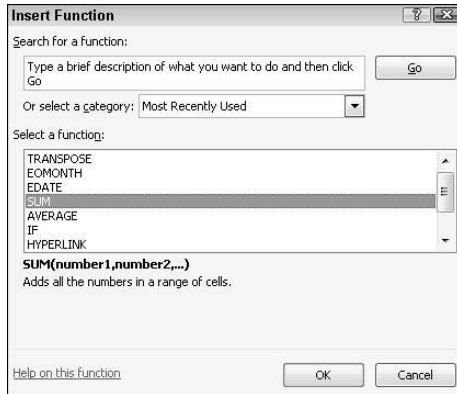 Insert Function
Search for a function:
Type a brief description of what you want to do and then click
Go
Go
Or select a category: Most Recently Used
Select a function:
TRANSPOSE
EOMONTH
EDATE
SUM
AVERAGE
IF
HYPERLINK
SUM(number1,number2,...)
Adds all the numbers in a range of cells.
Help on this function
OK
Cancel